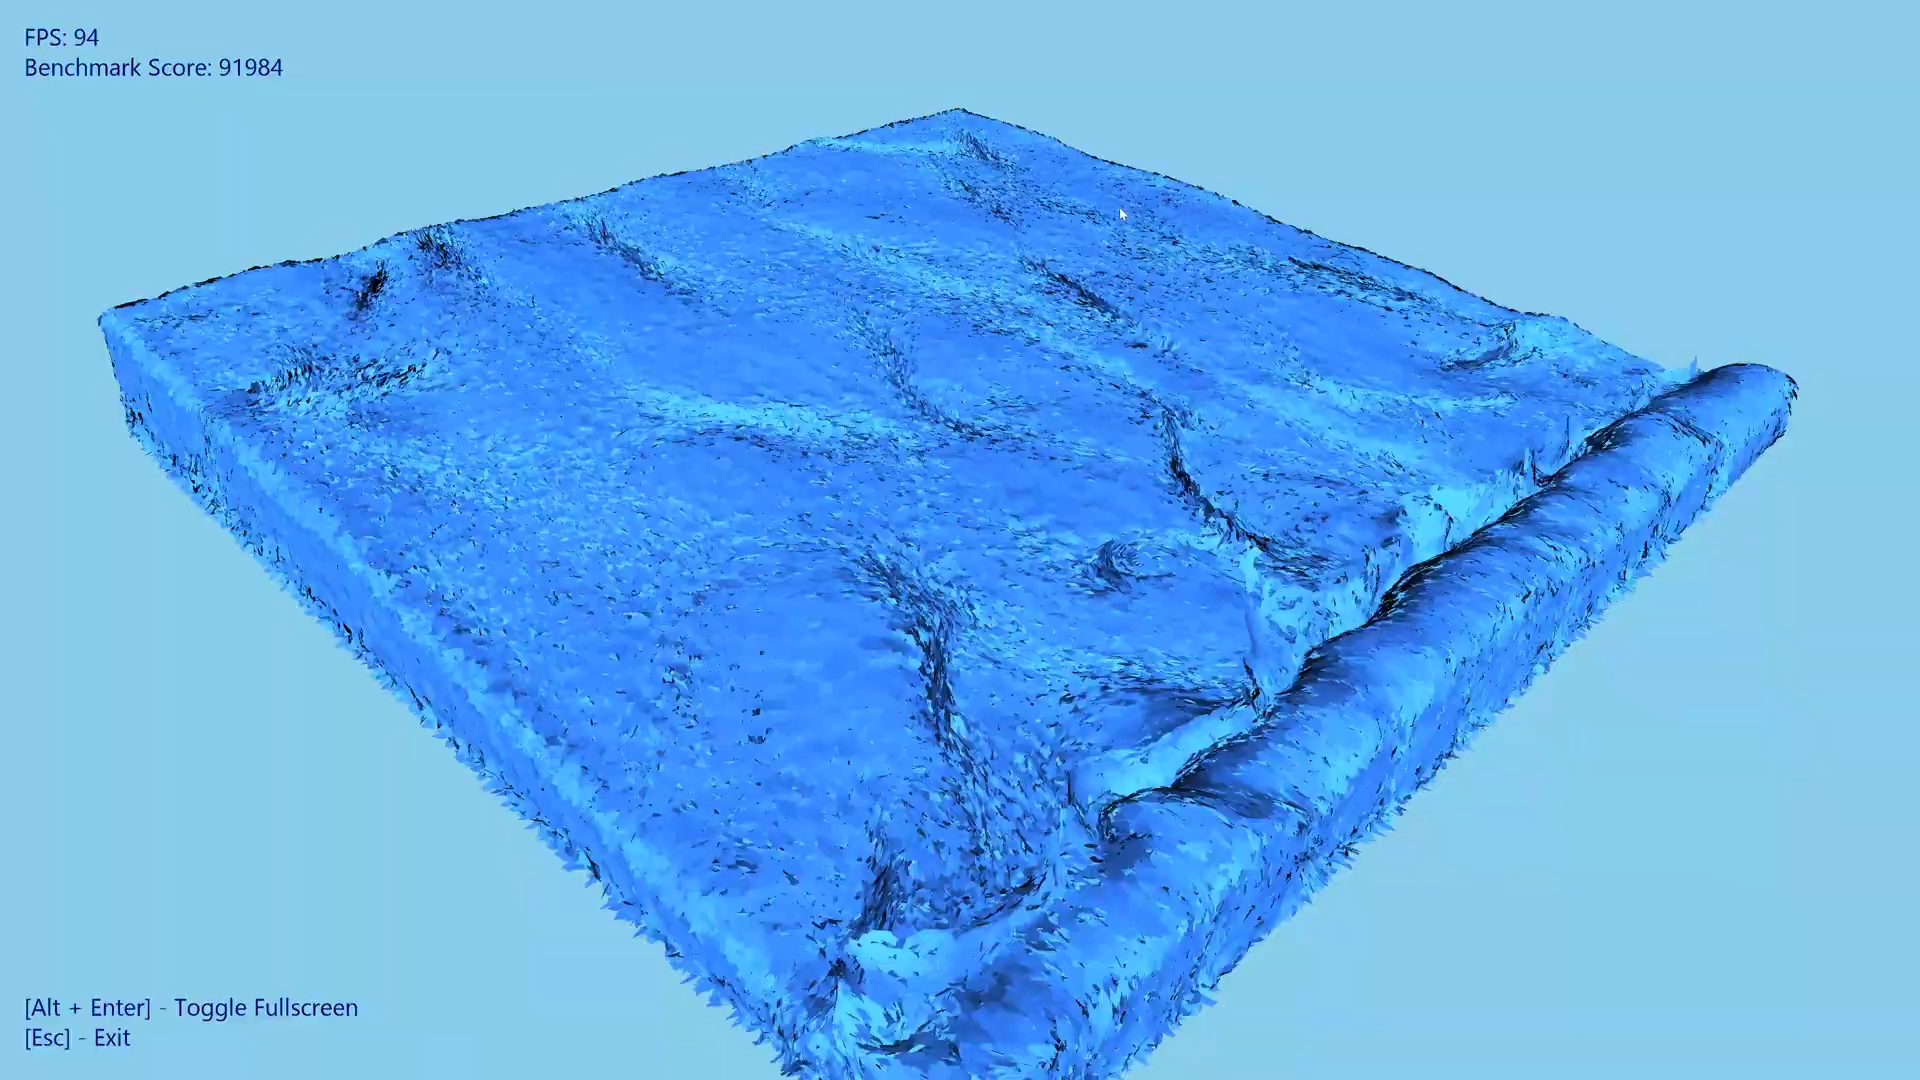 FPS: 94
Benchmark Score: 91984
[Alt + Enter] - Toggle Fullscreen
[Esc] - Exit